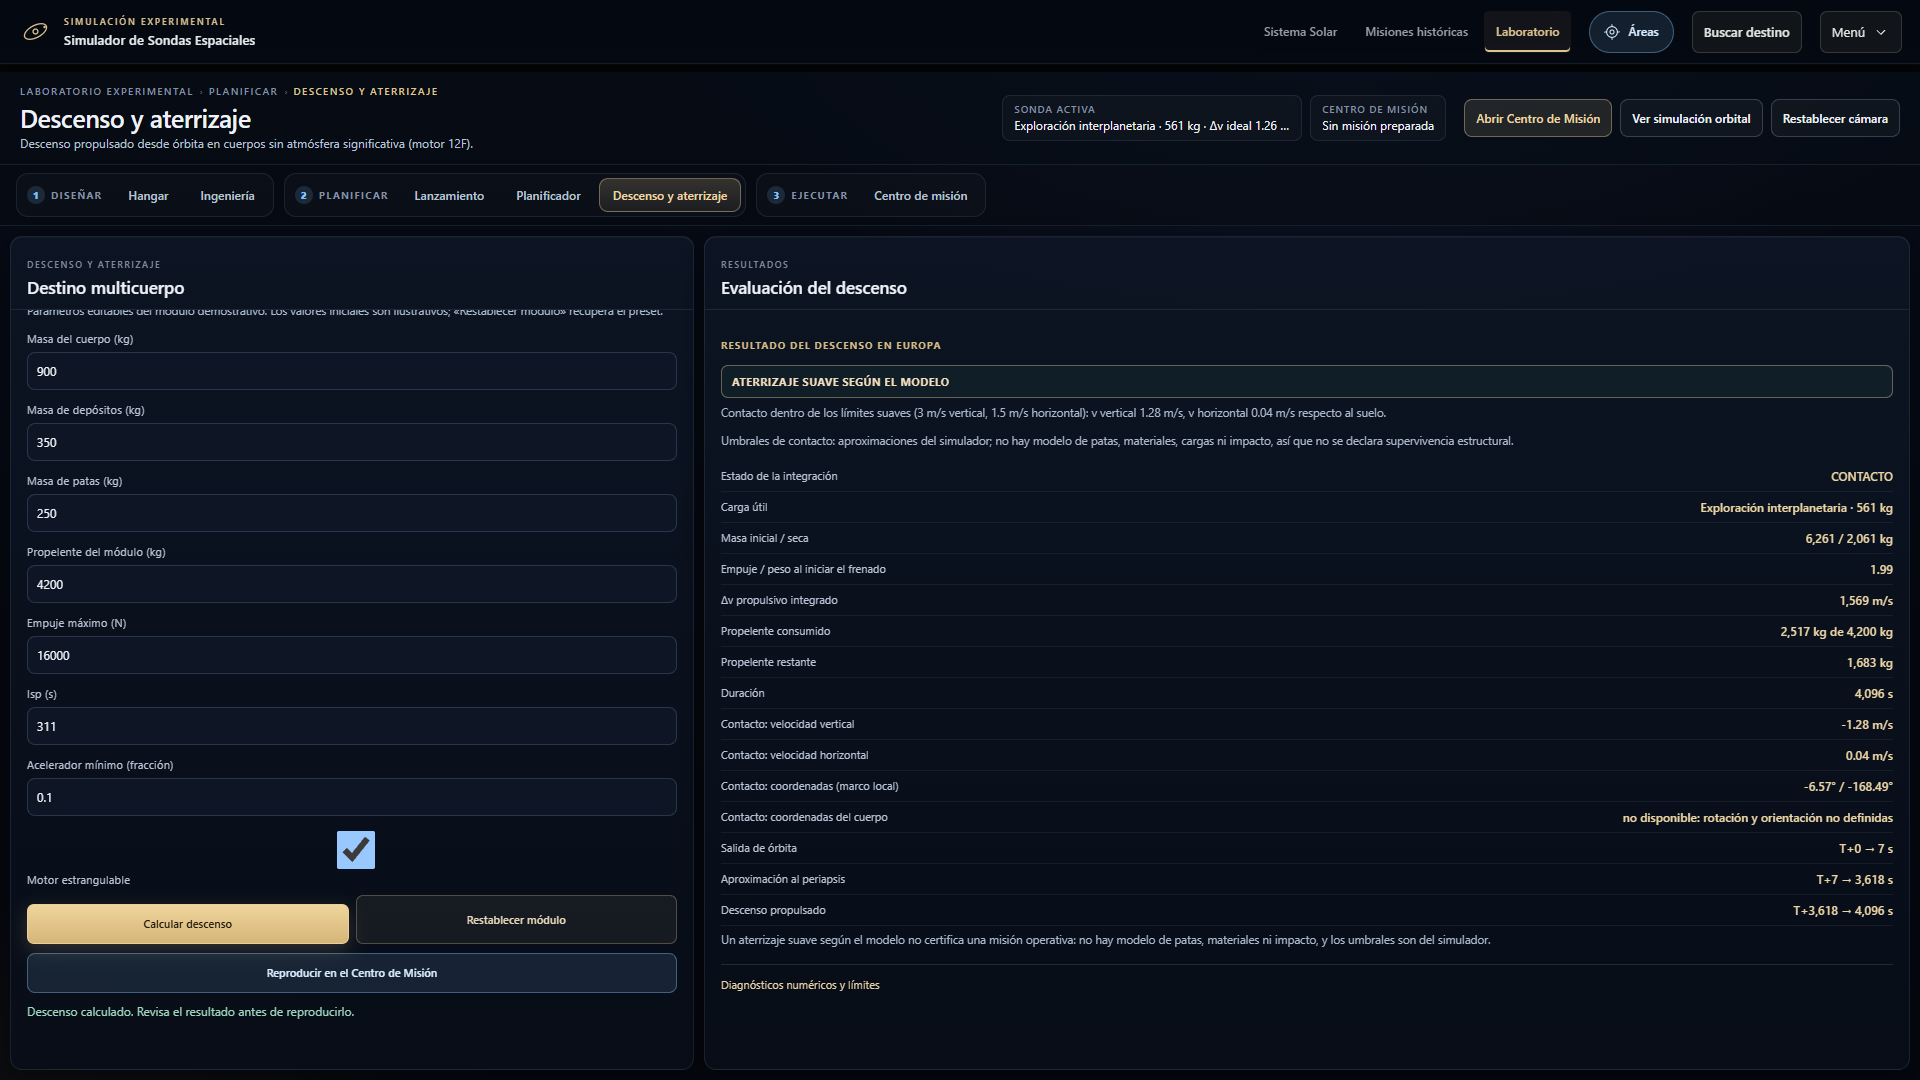 SIMULACIÓN EXPERIMENTAL
Simulador de Sondas Espaciales
Sistema Solar
Misiones históricas
Laboratorio
Áreas
Buscar destino
Menú
LABORATORIO EXPERIMENTAL › PLANIFICAR › DESCENSO Y ATERRIZAJE
Descenso y aterrizaje
Descenso propulsado desde órbita en cuerpos sin atmósfera significativa (motor 12F).
SONDA ACTIVA
Exploración interplanetaria · 561 kg · Δv ideal 1.26 ...
CENTRO DE MISIÓN
Sin misión preparada
Abrir Centro de Misión
Ver simulación orbital
Restablecer cámara
1 DISEÑAR
Hangar
Ingeniería
2 PLANIFICAR
Lanzamiento
Planificador
Descenso y aterrizaje
3 EJECUTAR
Centro de misión
DESCENSO Y ATERRIZAJE
Destino multicuerpo
Parámetros editables del módulo demostrativo. Los valores iniciales son ilustrativos; «Restablecer módulo» recupera el preset.
Masa del cuerpo (kg)
900
Masa de depósitos (kg)
350
Masa de patas (kg)
250
Propelente del módulo (kg)
4200
Empuje máximo (N)
16000
Isp (s)
311
Acelerador mínimo (fracción)
0.1
Motor estrangulable
Calcular descenso
Restablecer módulo
Reproducir en el Centro de Misión
Descenso calculado. Revisa el resultado antes de reproducirlo.
RESULTADOS
Evaluación del descenso
RESULTADO DEL DESCENSO EN EUROPA
ATERRIZAJE SUAVE SEGÚN EL MODELO
Contacto dentro de los límites suaves (3 m/s vertical, 1.5 m/s horizontal): v vertical 1.28 m/s, v horizontal 0.04 m/s respecto al suelo.
Umbrales de contacto: aproximaciones del simulador; no hay modelo de patas, materiales, cargas ni impacto, así que no se declara supervivencia estructural.
Estado de la integración CONTACTO
Carga útil Exploración interplanetaria · 561 kg
Masa inicial / seca 6,261 / 2,061 kg
Empuje / peso al iniciar el frenado 1.99
Δv propulsivo integrado 1,569 m/s
Propelente consumido 2,517 kg de 4,200 kg
Propelente restante 1,683 kg
Duración 4,096 s
Contacto: velocidad vertical -1.28 m/s
Contacto: velocidad horizontal 0.04 m/s
Contacto: coordenadas (marco local) -6.57° / -168.49°
Contacto: coordenadas del cuerpo no disponible: rotación y orientación no definidas
Salida de órbita T+0 → 7 s
Aproximación al periapsis T+7 → 3,618 s
Descenso propulsado T+3,618 → 4,096 s
Un aterrizaje suave según el modelo no certifica una misión operativa: no hay modelo de patas, materiales ni impacto, y los umbrales son del simulador.
Diagnósticos numéricos y límites